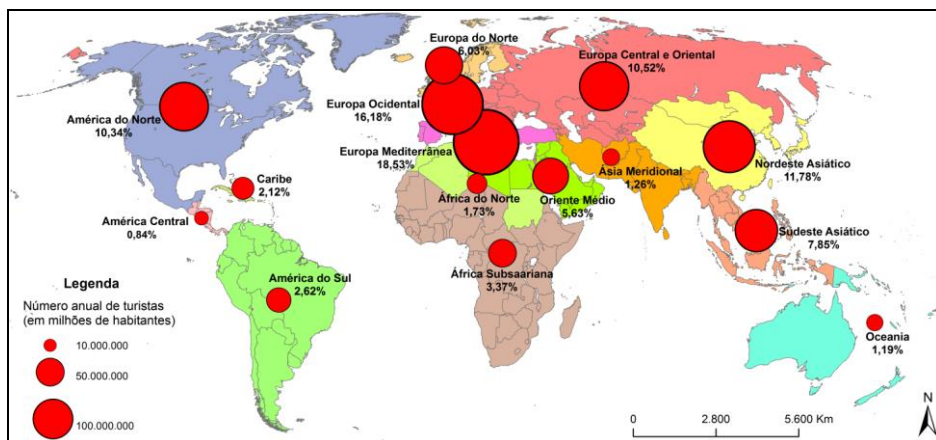 Europa do Norte
6,03%
Europa Central e Oriental
10,52%
América do Norte
10,34%
Europa Ocidental
16,18%
Europa Mediterrânea
18,53%
Nordeste Asiático
11,78%
Ásia Meridional
1,26%
Caribe
2,12%
África do Norte
1,73%
Oriente Médio
5,63%
América Central
0,84%
Sudeste Asiático
7,85%
América do Sul
2,62%
África Subsaariana
3,37%
Oceania
1,19%
Legenda
Número anual de turistas
(em milhões de habitantes)
10.000.000
50.000.000
100.000.000
0 2.800 5.600 Km
N